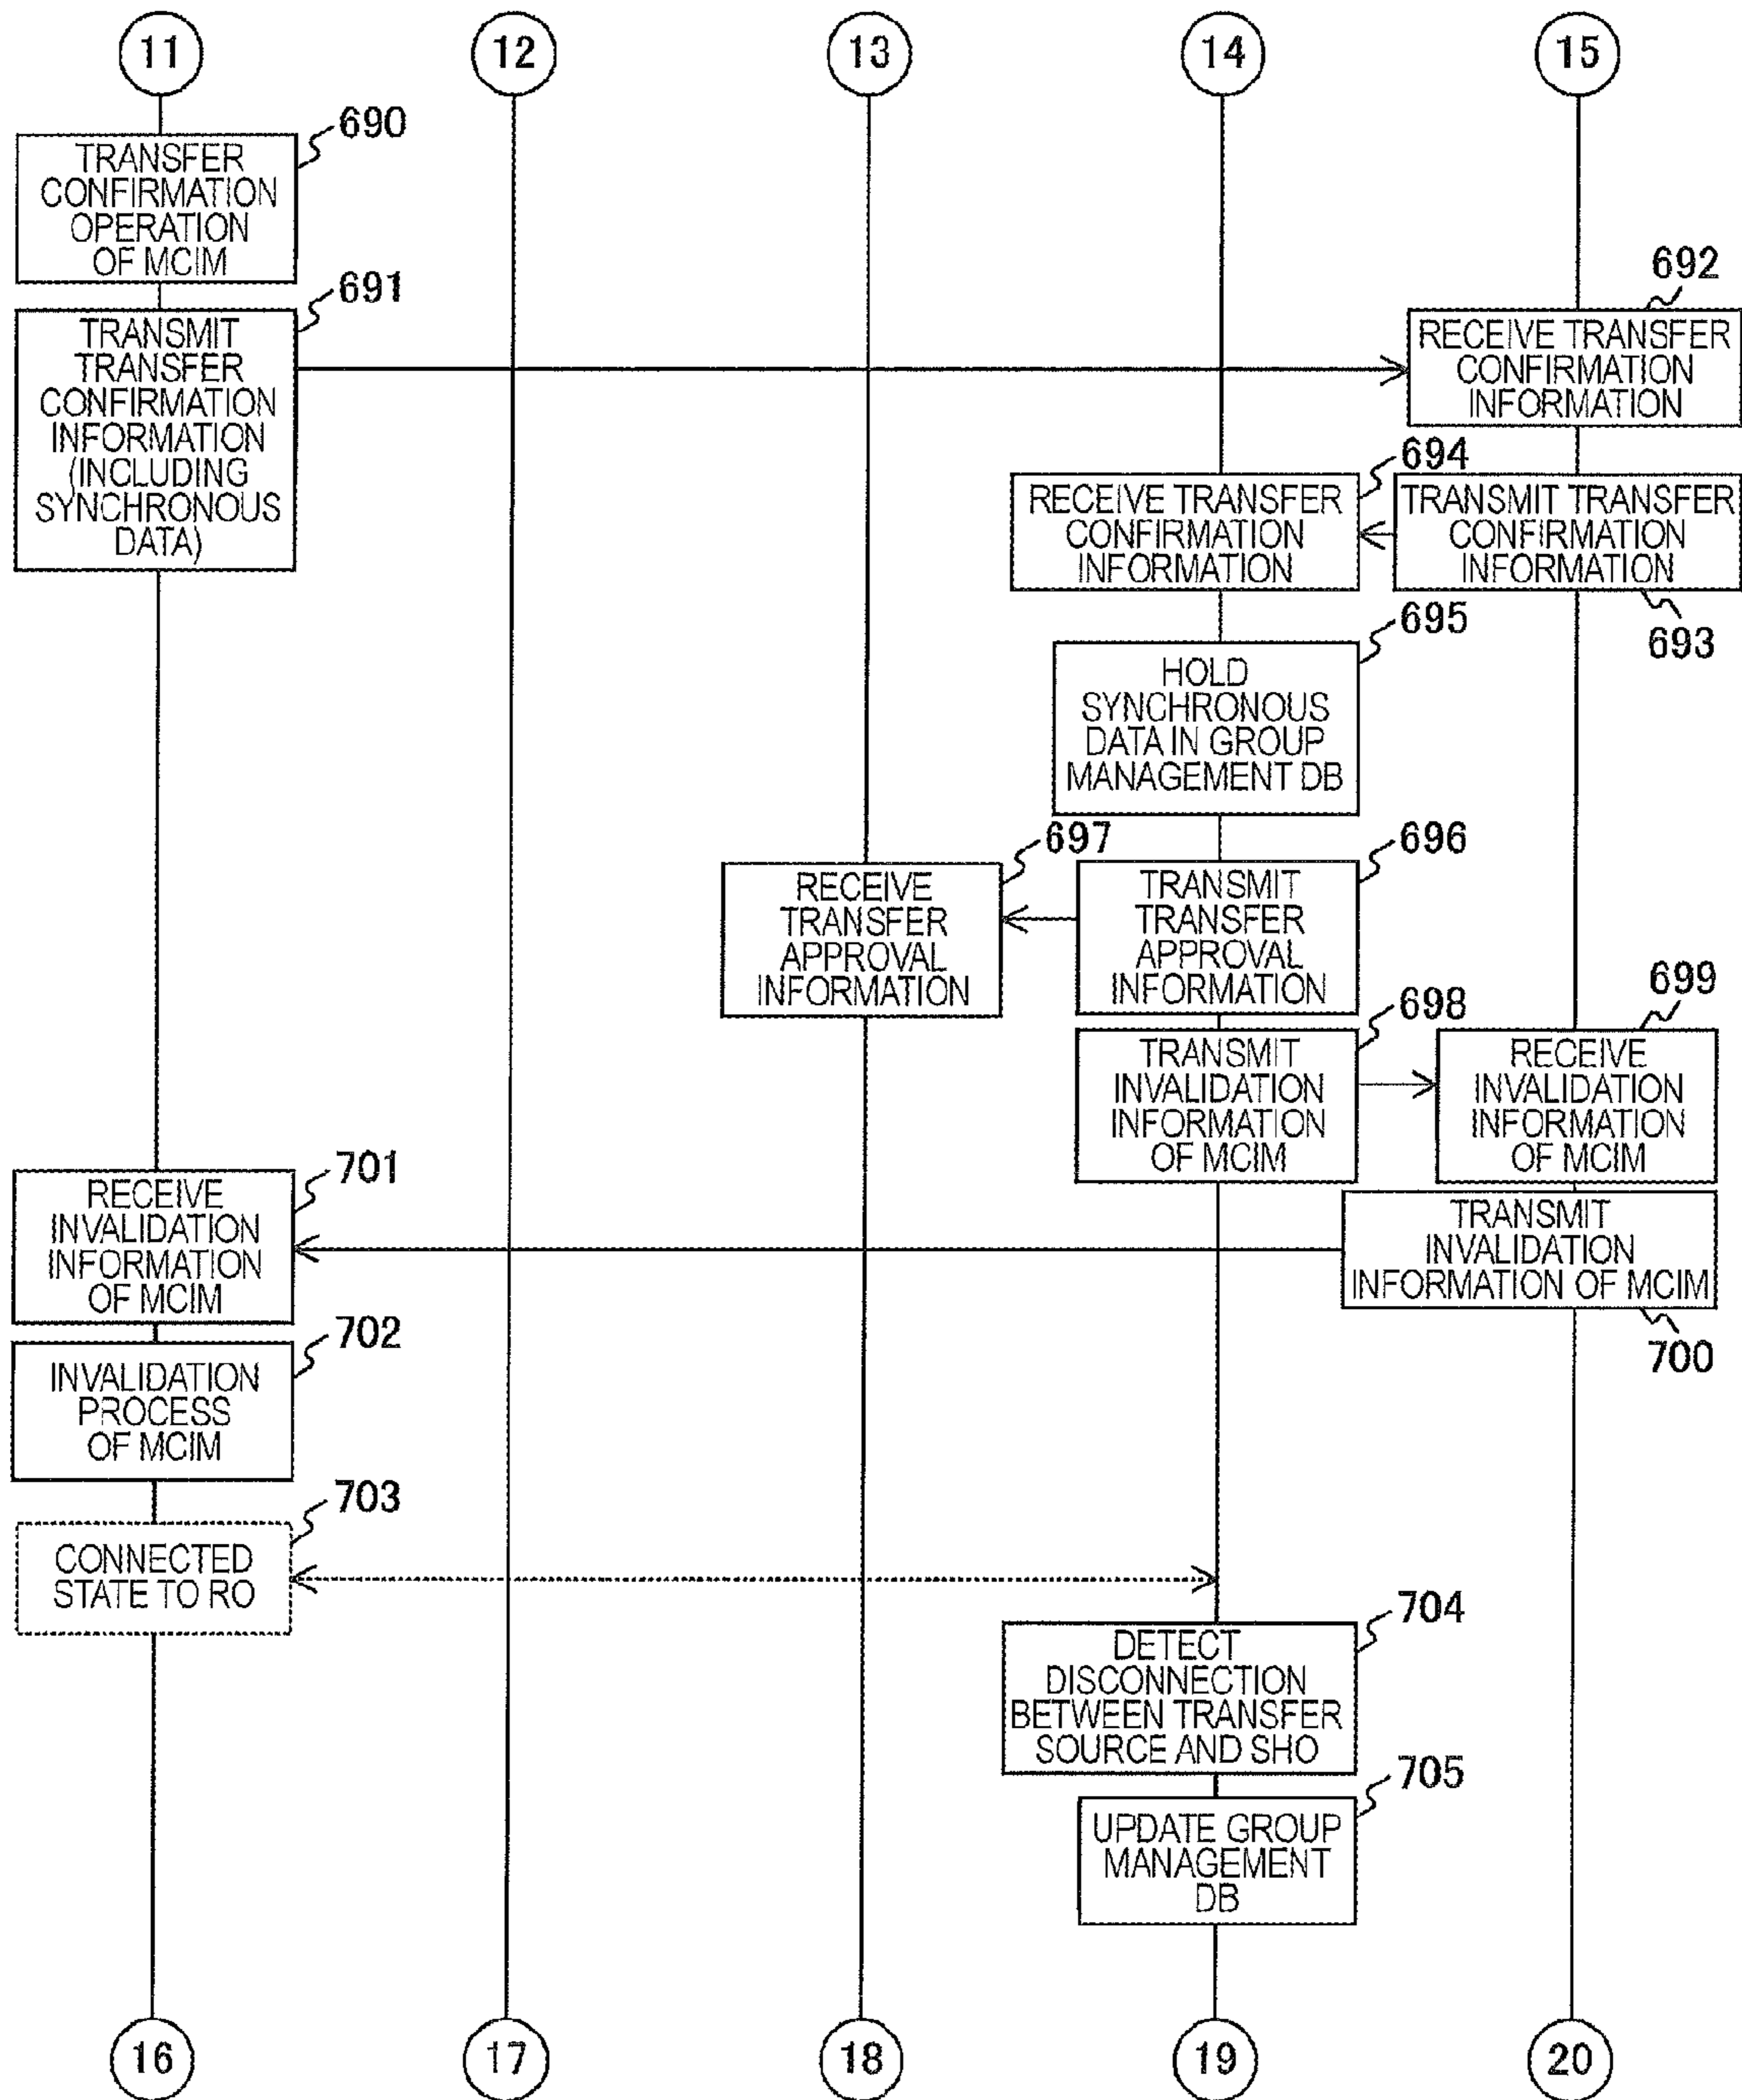 11
12
13
14
15
690
TRANSFER
CONFIRMATION
OPERATION
OF MCIM
691
TRANSMIT
TRANSFER
CONFIRMATION
INFORMATION
(INCLUDING
SYNCHRONOUS
DATA)
692
RECEIVE TRANSFER
CONFIRMATION
INFORMATION
694
RECEIVE TRANSFER
CONFIRMATION
INFORMATION
TRANSMIT TRANSFER
CONFIRMATION
INFORMATION
693
695
HOLD
SYNCHRONOUS
DATA IN GROUP
MANAGEMENT DB
697
RECEIVE
TRANSFER
APPROVAL
INFORMATION
696
TRANSMIT
TRANSFER
APPROVAL
INFORMATION
698
TRANSMIT
INVALIDATION
INFORMATION
OF MCIM
699
RECEIVE
INVALIDATION
INFORMATION
OF MCIM
701
RECEIVE
INVALIDATION
INFORMATION
OF MCIM
TRANSMIT
INVALIDATION
INFORMATION OF MCIM
700
702
INVALIDATION
PROCESS
OF MCIM
703
CONNECTED
STATE TO RO
704
DETECT
DISCONNECTION
BETWEEN TRANSFER
SOURCE AND SHO
705
UPDATE GROUP
MANAGEMENT
DB
16
17
18
19
20